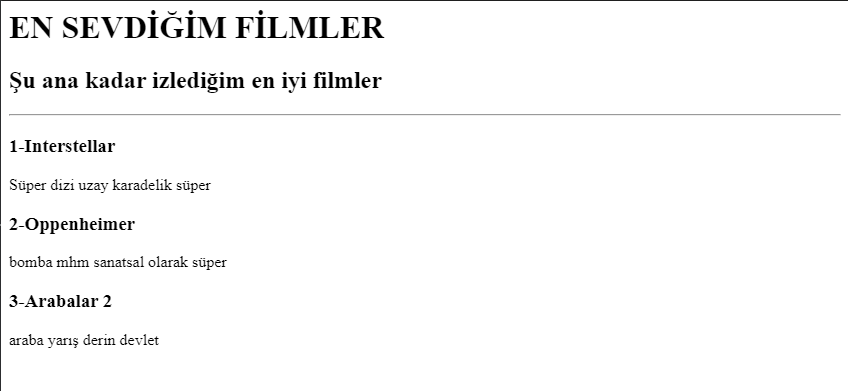 EN SEVDİĞİM FİLMLER
Şu ana kadar izlediğim en iyi filmler
1-Interstellar
Süper dizi uzay karadelik süper
2-Oppenheimer
bomba mhm sanatsal olarak süper
3-Arabalar 2
araba yarış derin devlet